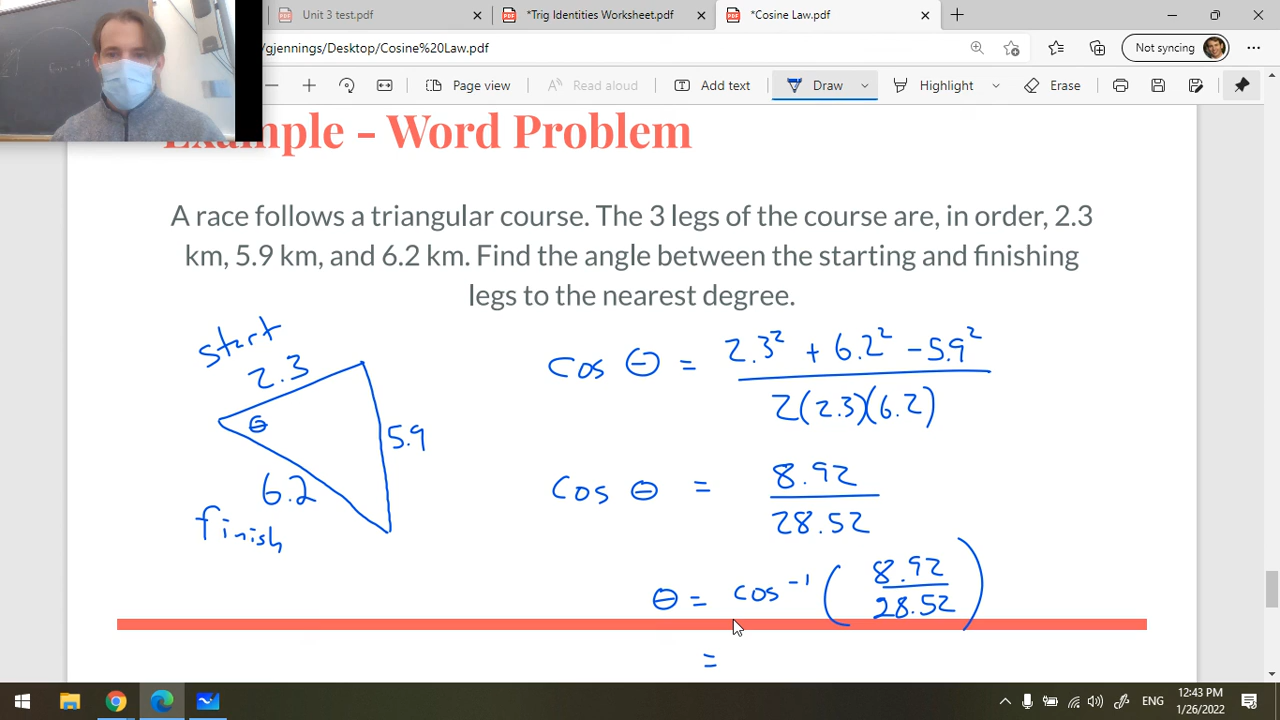 Unit 3 test.pdf
*Trig Identities Worksheet.pdf
*Cosine Law.pdf
/gjennings/Desktop/Cosine%20Law.pdf
Not syncing
Page view
Read aloud
Add text
Draw
Highlight
Erase
Example - Word Problem
A race follows a triangular course. The 3 legs of the course are, in order, 2.3
km, 5.9 km, and 6.2 km. Find the angle between the starting and finishing
legs to the nearest degree.
start
2.3
θ
5.9
6.2
finish
cos θ = (2.3² + 6.2² - 5.9²) / 2(2.3)(6.2)
cos θ = 8.92 / 28.52
θ = cos⁻¹ (8.92 / 28.52)
=
ENG
12:43 PM
1/26/2022